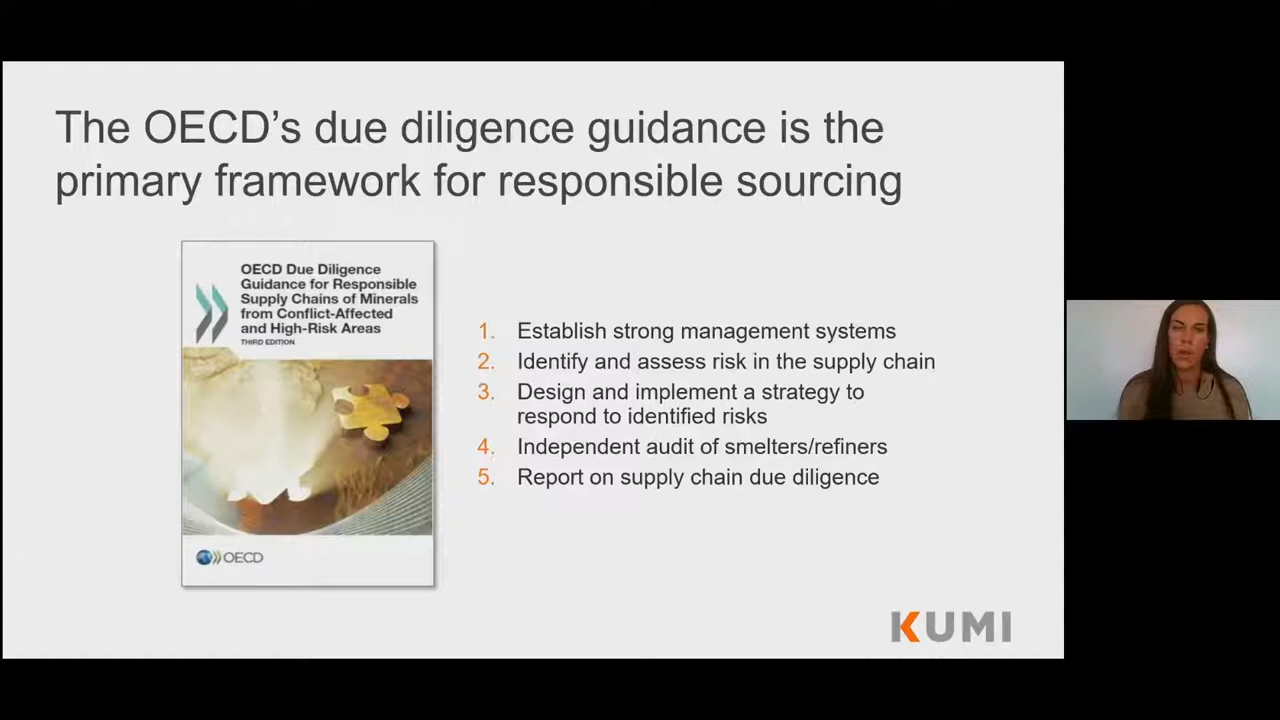 The OECD’s due diligence guidance is the
primary framework for responsible sourcing
OECD Due Diligence
Guidance for Responsible
Supply Chains of Minerals
from Conflict-Affected
and High-Risk Areas
THIRD EDITION
OECD
1. Establish strong management systems
2. Identify and assess risk in the supply chain
3. Design and implement a strategy to
respond to identified risks
4. Independent audit of smelters/refiners
5. Report on supply chain due diligence
KUMI